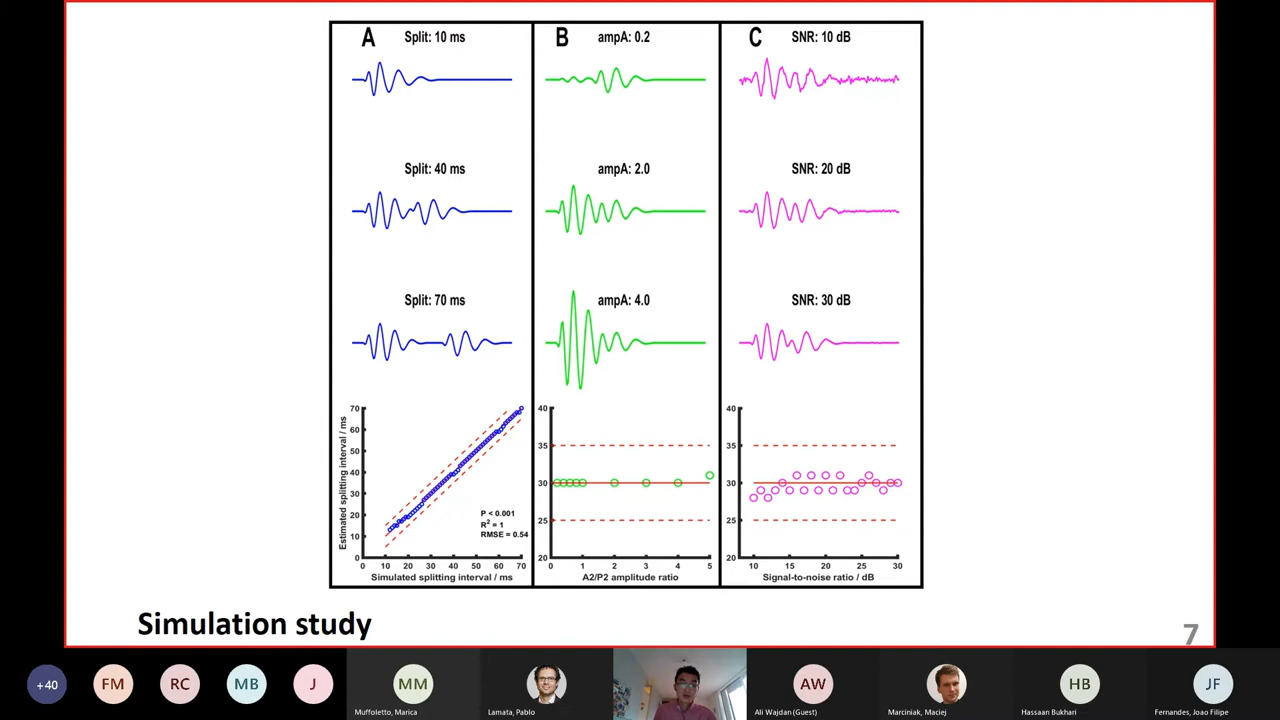 A
Split: 10 ms
Split: 40 ms
Split: 70 ms
Estimated splitting interval / ms
70
60
50
40
30
20
10
0
P < 0.001
R² = 1
RMSE = 0.54
0 10 20 30 40 50 60 70
Simulated splitting interval / ms
B
ampA: 0.2
ampA: 2.0
ampA: 4.0
40
35
30
25
20
0 1 2 3 4 5
A2/P2 amplitude ratio
C
SNR: 10 dB
SNR: 20 dB
SNR: 30 dB
40
35
30
25
20
10 15 20 25 30
Signal-to-noise ratio / dB
Simulation study
7
+40
FM
RC
MB
J
MM
Muffoletto, Marica
Lamata, Pablo
AW
Ali Wajdan (Guest)
Marciniak, Maciej
HB
Hassaan Bukhari
JF
Fernandes, Joao Filipe